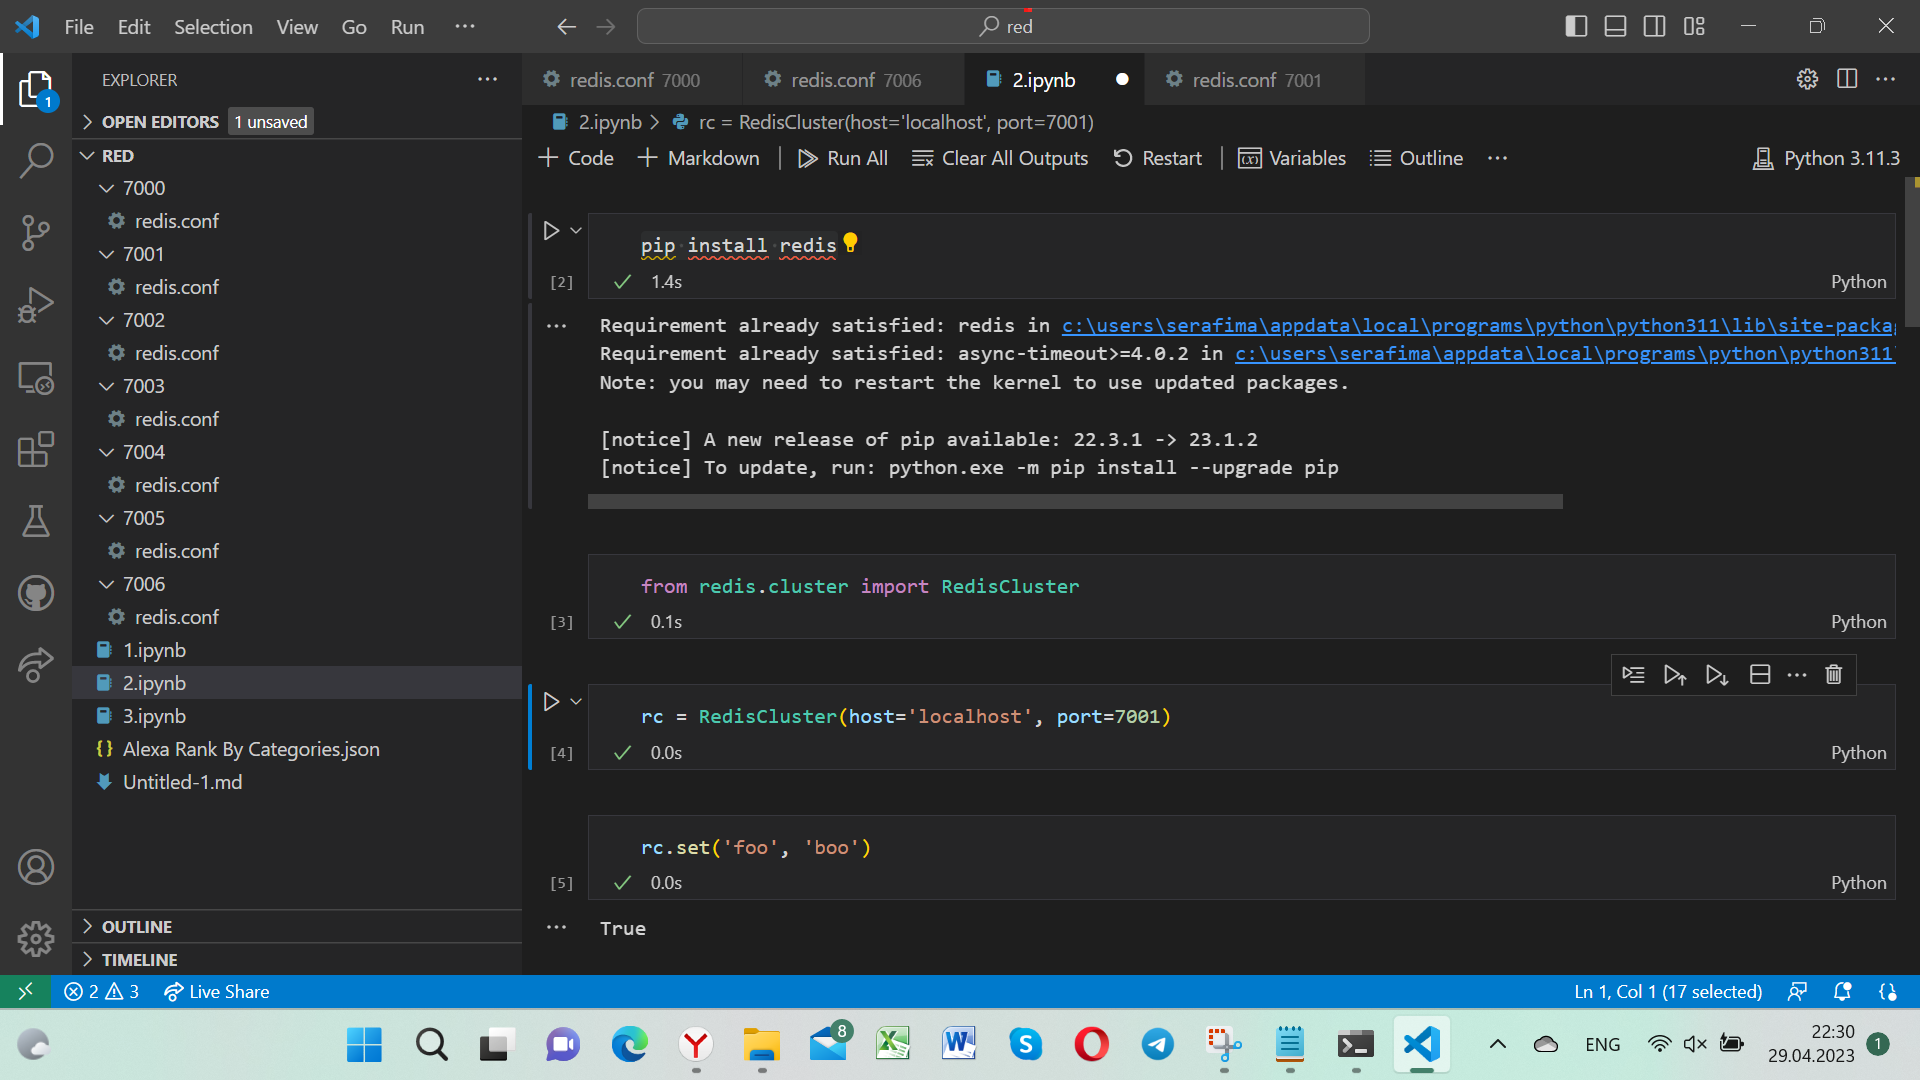 File Edit Selection View Go Run
red
EXPLORER
OPEN EDITORS 1 unsaved
RED
7000
redis.conf
7001
redis.conf
7002
redis.conf
7003
redis.conf
7004
redis.conf
7005
redis.conf
7006
redis.conf
1.ipynb
2.ipynb
3.ipynb
Alexa Rank By Categories.json
Untitled-1.md
OUTLINE
TIMELINE
redis.conf 7000 redis.conf 7006 2.ipynb redis.conf 7001
2.ipynb > rc = RedisCluster(host='localhost', port=7001)
Code Markdown Run All Clear All Outputs Restart Variables Outline Python 3.11.3
pip install redis
[2] 1.4s Python
Requirement already satisfied: redis in c:\users\serafima\appdata\local\programs\python\python311\lib\site-packa
Requirement already satisfied: async-timeout>=4.0.2 in c:\users\serafima\appdata\local\programs\python\python311
Note: you may need to restart the kernel to use updated packages.
[notice] A new release of pip available: 22.3.1 -> 23.1.2
[notice] To update, run: python.exe -m pip install --upgrade pip
from redis.cluster import RedisCluster
[3] 0.1s Python
rc = RedisCluster(host='localhost', port=7001)
[4] 0.0s Python
rc.set('foo', 'boo')
[5] 0.0s Python
True
2 3 Live Share Ln 1, Col 1 (17 selected)
8
ENG
22:30
29.04.2023
1
1